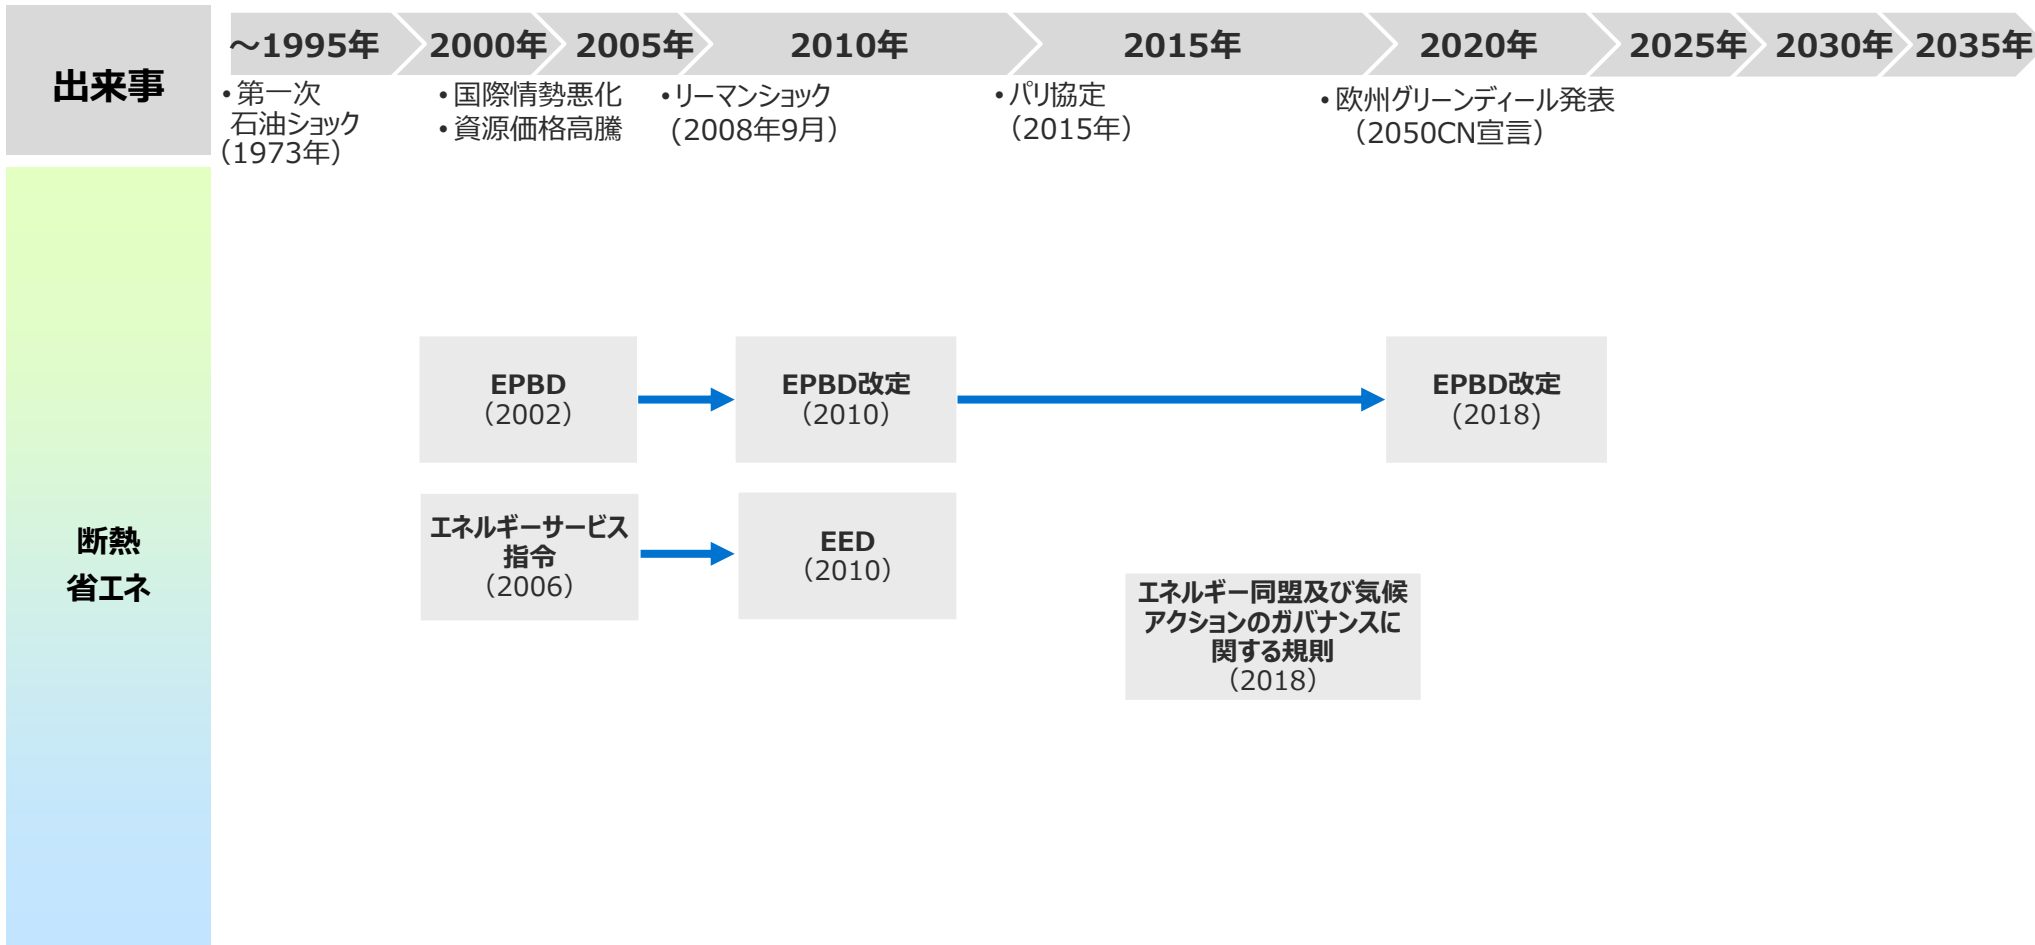 出来事
～1995年
2000年
2005年
2010年
2015年
2020年
2025年
2030年
2035年
•第一次
石油ショック
（1973年）
•国際情勢悪化
•資源価格高騰
•リーマンショック
(2008年9月）
•パリ協定
（2015年）
•欧州グリーンディール発表
（2050CN宣言）
断熱
省エネ
EPBD
（2002）
EPBD改定
（2010）
EPBD改定
(2018)
エネルギーサービス
指令
（2006）
EED
（2010）
エネルギー同盟及び気候
アクションのガバナンスに
関する規則
（2018）